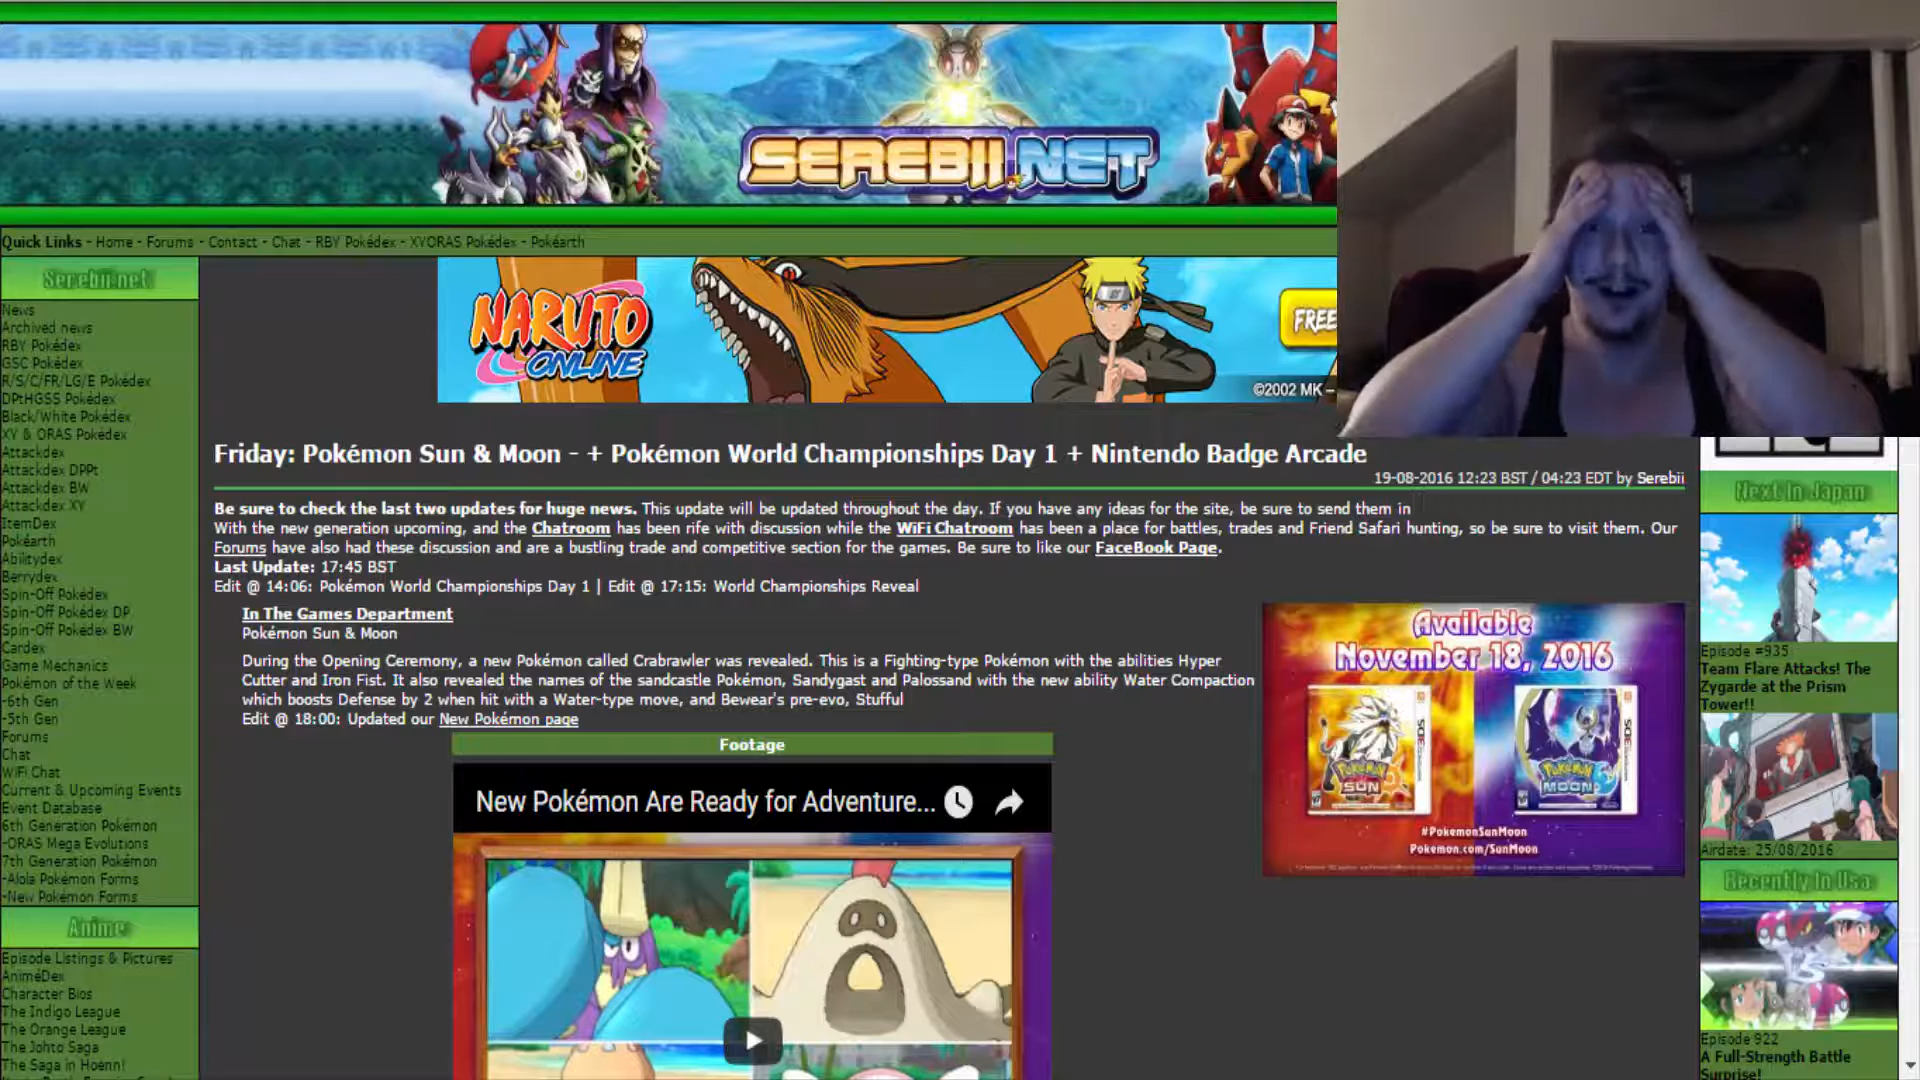 SEREBII.NET
Quick Links - Home - Forums - Contact - Chat - RBY Pokédex - XYORAS Pokédex - Pokéarth
Serebii.net
News
Archived news
RBY Pokédex
GSC Pokédex
R/S/C/FR/LG/E Pokédex
DPtHGSS Pokédex
Black/White Pokédex
XY & ORAS Pokédex
Attackdex
Attackdex DPPt
Attackdex BW
Attackdex XY
ItemDex
Pokéarth
Abilitydex
Berrydex
Spin-Off Pokédex
Spin-Off Pokédex DP
Spin-Off Pokédex BW
Cardex
Game Mechanics
Pokémon of the Week
-6th Gen
-5th Gen
Forums
Chat
WiFi Chat
Current & Upcoming Events
Event Database
6th Generation Pokémon
-ORAS Mega Evolutions
7th Generation Pokémon
-Alola Pokémon Forms
-New Pokémon Forms
Anime
Episode Listings & Pictures
AniméDex
Character Bios
The Indigo League
The Orange League
The Johto Saga
The Saga in Hoenn!
NARUTO
ONLINE
FREE
©2002 MK –
Friday: Pokémon Sun & Moon - + Pokémon World Championships Day 1 + Nintendo Badge Arcade
19-08-2016 12:23 BST / 04:23 EDT by Serebii
Be sure to check the last two updates for huge news. This update will be updated throughout the day. If you have any ideas for the site, be sure to send them in
With the new generation upcoming, and the Chatroom has been rife with discussion while the WiFi Chatroom has been a place for battles, trades and Friend Safari hunting, so be sure to visit them. Our
Forums have also had these discussion and are a bustling trade and competitive section for the games. Be sure to like our FaceBook Page.
Last Update: 17:45 BST
Edit @ 14:06: Pokémon World Championships Day 1 | Edit @ 17:15: World Championships Reveal
In The Games Department
Pokémon Sun & Moon
During the Opening Ceremony, a new Pokémon called Crabrawler was revealed. This is a Fighting-type Pokémon with the abilities Hyper
Cutter and Iron Fist. It also revealed the names of the sandcastle Pokémon, Sandygast and Palossand with the new ability Water Compaction
which boosts Defense by 2 when hit with a Water-type move, and Bewear's pre-evo, Stufful
Edit @ 18:00: Updated our New Pokémon page
Footage
New Pokémon Are Ready for Adventure...
Available
November 18, 2016
POKÉMON
SUN
POKÉMON
MOON
#PokemonSunMoon
Pokemon.com/SunMoon
Next In Japan
Episode #935
Team Flare Attacks! The
Zygarde at the Prism
Tower!!
Airdate: 25/08/2016
Recently In Usa
Episode 922
A Full-Strength Battle
Surprise!